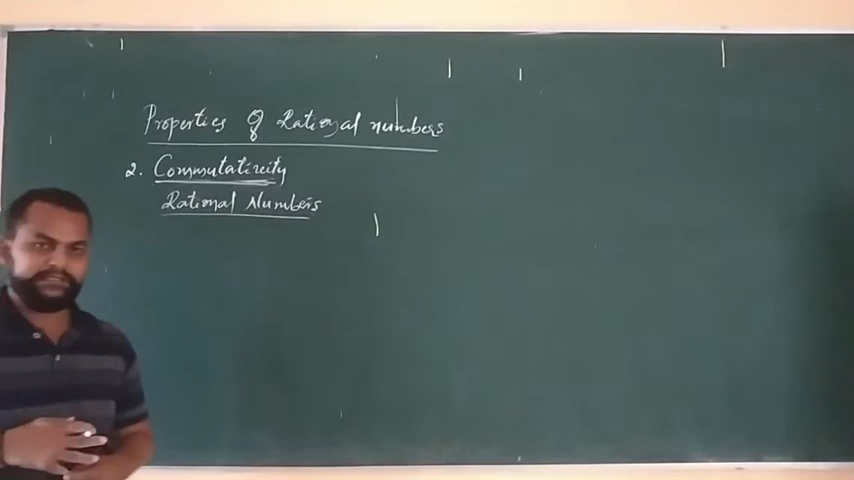 Properties of Rational numbers
2. Commutativity
Rational Numbers